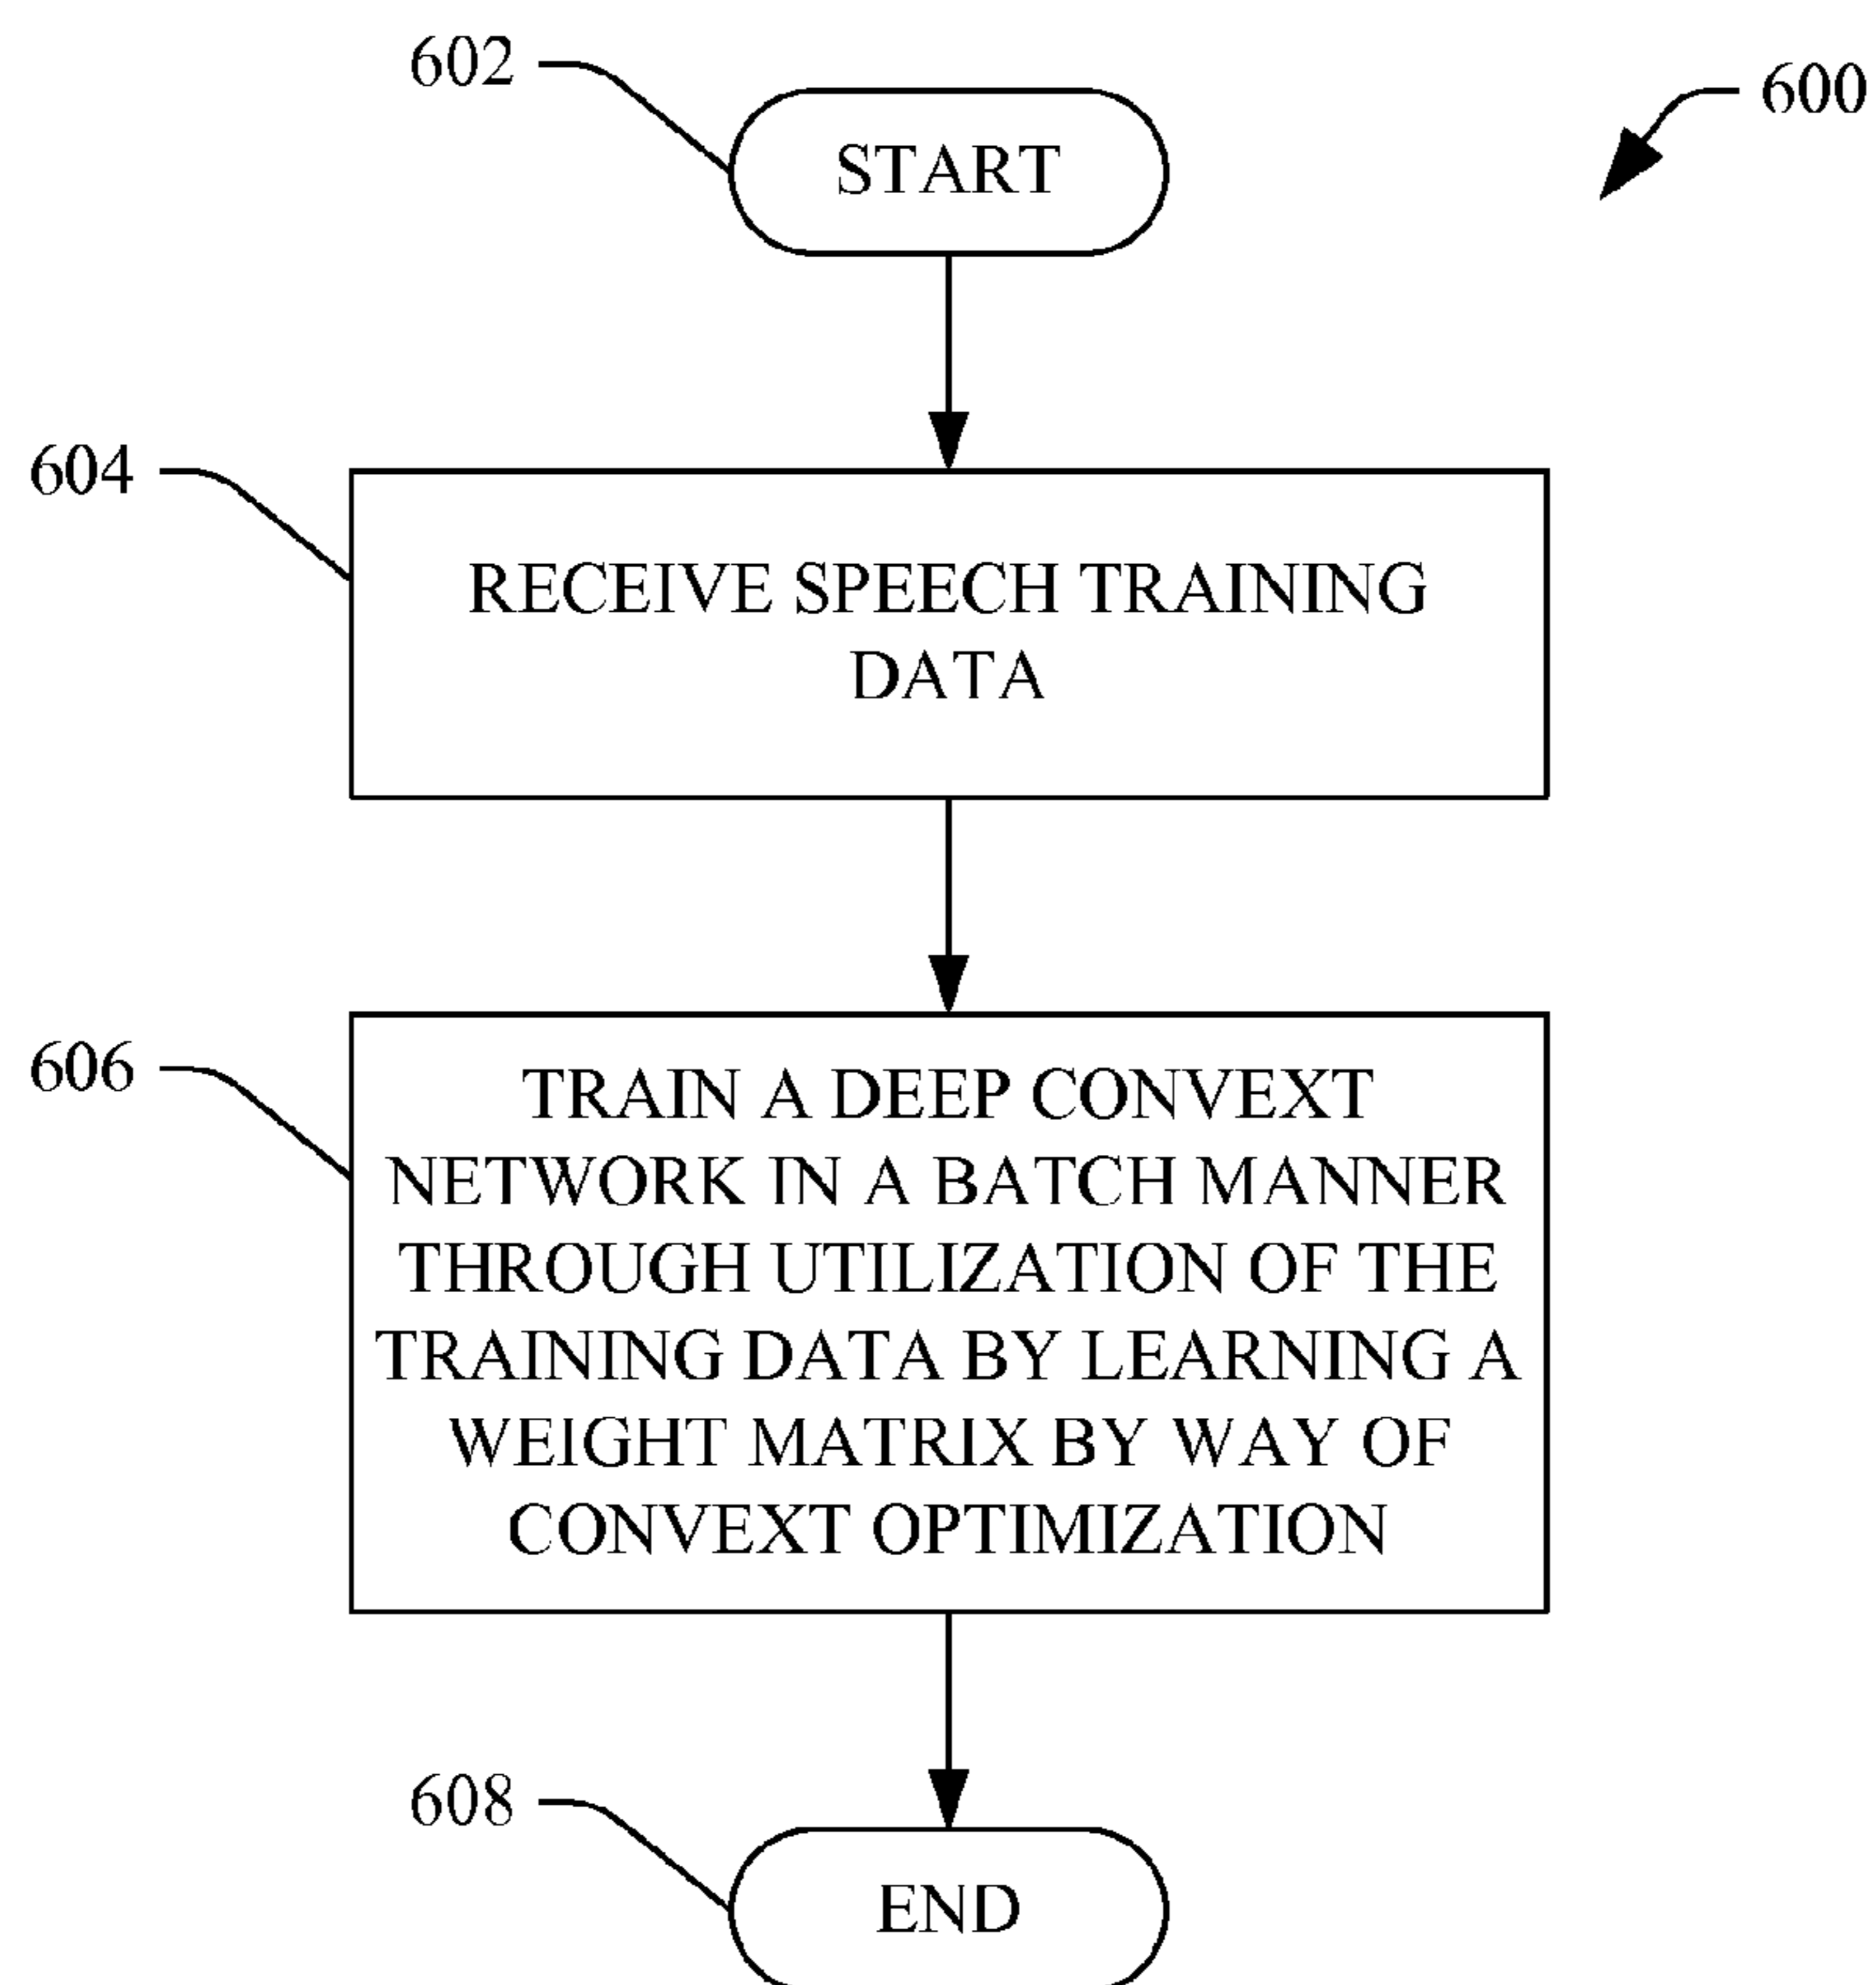 602
600
START
604
RECEIVE SPEECH TRAINING
DATA
606
TRAIN A DEEP CONVEXT
NETWORK IN A BATCH MANNER
THROUGH UTILIZATION OF THE
TRAINING DATA BY LEARNING A
WEIGHT MATRIX BY WAY OF
CONVEXT OPTIMIZATION
608
END